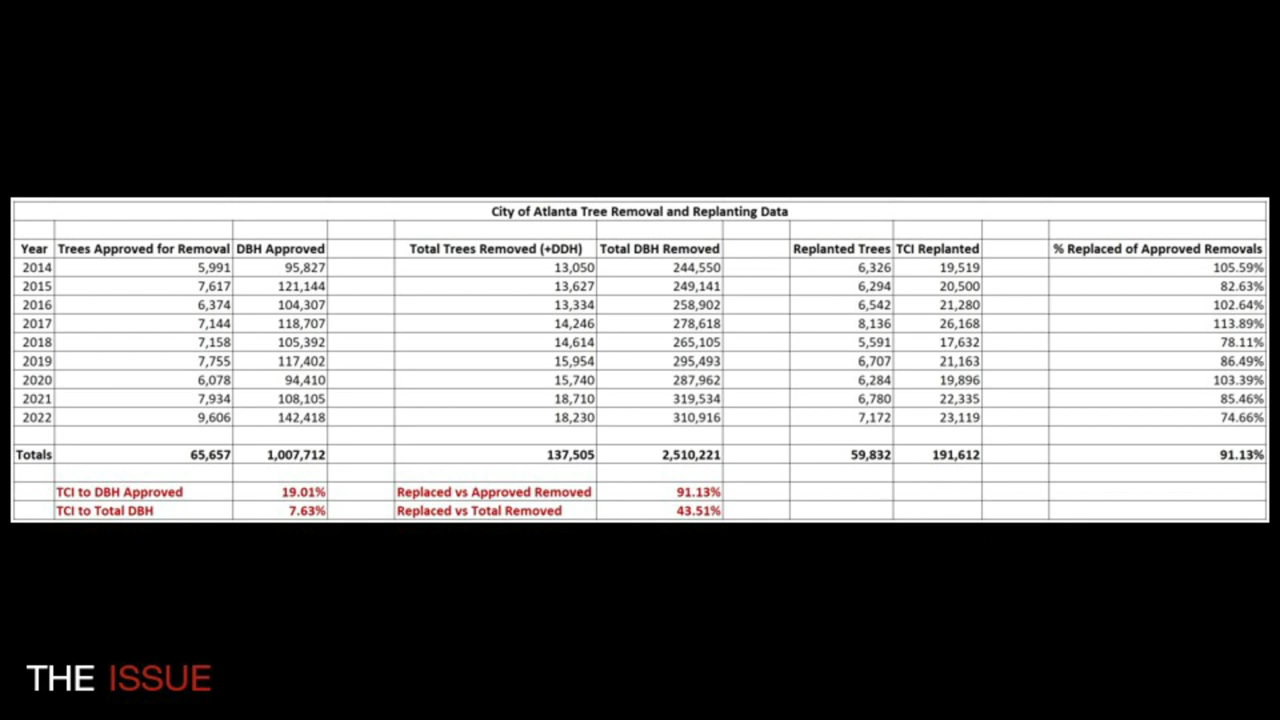 City of Atlanta Tree Removal and Replanting Data
Year Trees Approved for Removal DBH Approved Total Trees Removed (+DDH) Total DBH Removed Replanted Trees TCI Replanted % Replaced of Approved Removals
2014 5,991 95,827 13,050 244,550 6,326 19,519 105.59%
2015 7,617 121,144 13,627 249,141 6,294 20,500 82.63%
2016 6,374 104,307 13,334 258,902 6,542 21,280 102.64%
2017 7,144 118,707 14,246 278,618 8,136 26,168 113.89%
2018 7,158 105,392 14,614 265,105 5,591 17,632 78.11%
2019 7,755 117,402 15,954 295,493 6,707 21,163 86.49%
2020 6,078 94,410 15,740 287,962 6,284 19,896 103.39%
2021 7,934 108,105 18,710 319,534 6,780 22,335 85.46%
2022 9,606 142,418 18,230 310,916 7,172 23,119 74.66%
Totals 65,657 1,007,712 137,505 2,510,221 59,832 191,612 91.13%
TCI to DBH Approved 19.01% Replaced vs Approved Removed 91.13%
TCI to Total DBH 7.63% Replaced vs Total Removed 43.51%
THE ISSUE